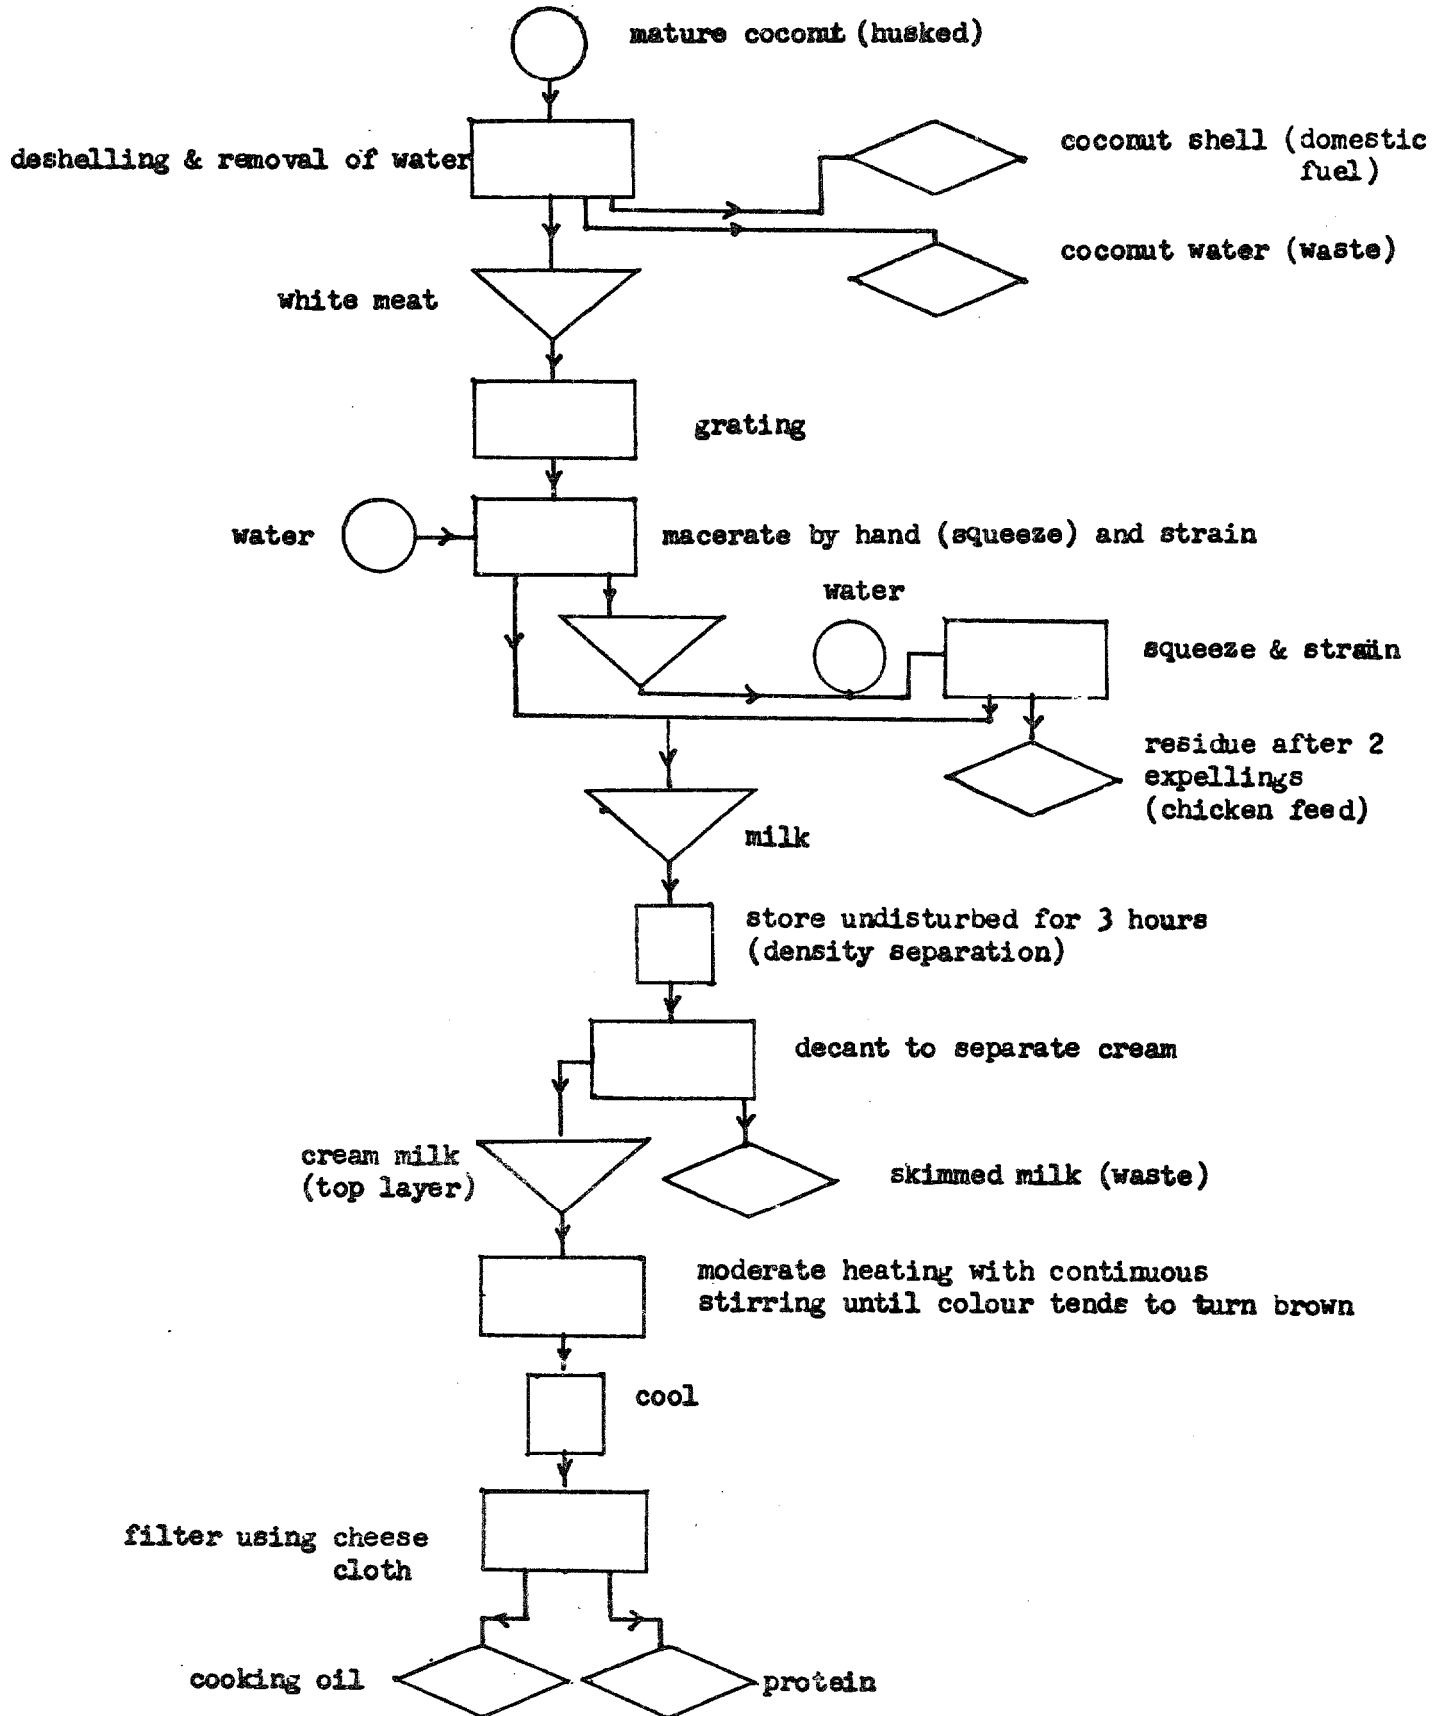 mature coconut (husked)
deshelling & removal of water
coconut shell (domestic
fuel)
coconut water (waste)
white meat
grating
water
macerate by hand (squeeze) and strain
water
squeeze & strain
residue after 2
expellings
(chicken feed)
milk
store undisturbed for 3 hours
(density separation)
decant to separate cream
cream milk
(top layer)
skimmed milk (waste)
moderate heating with continuous
stirring until colour tends to turn brown
cool
filter using cheese
cloth
cooking oil
protein